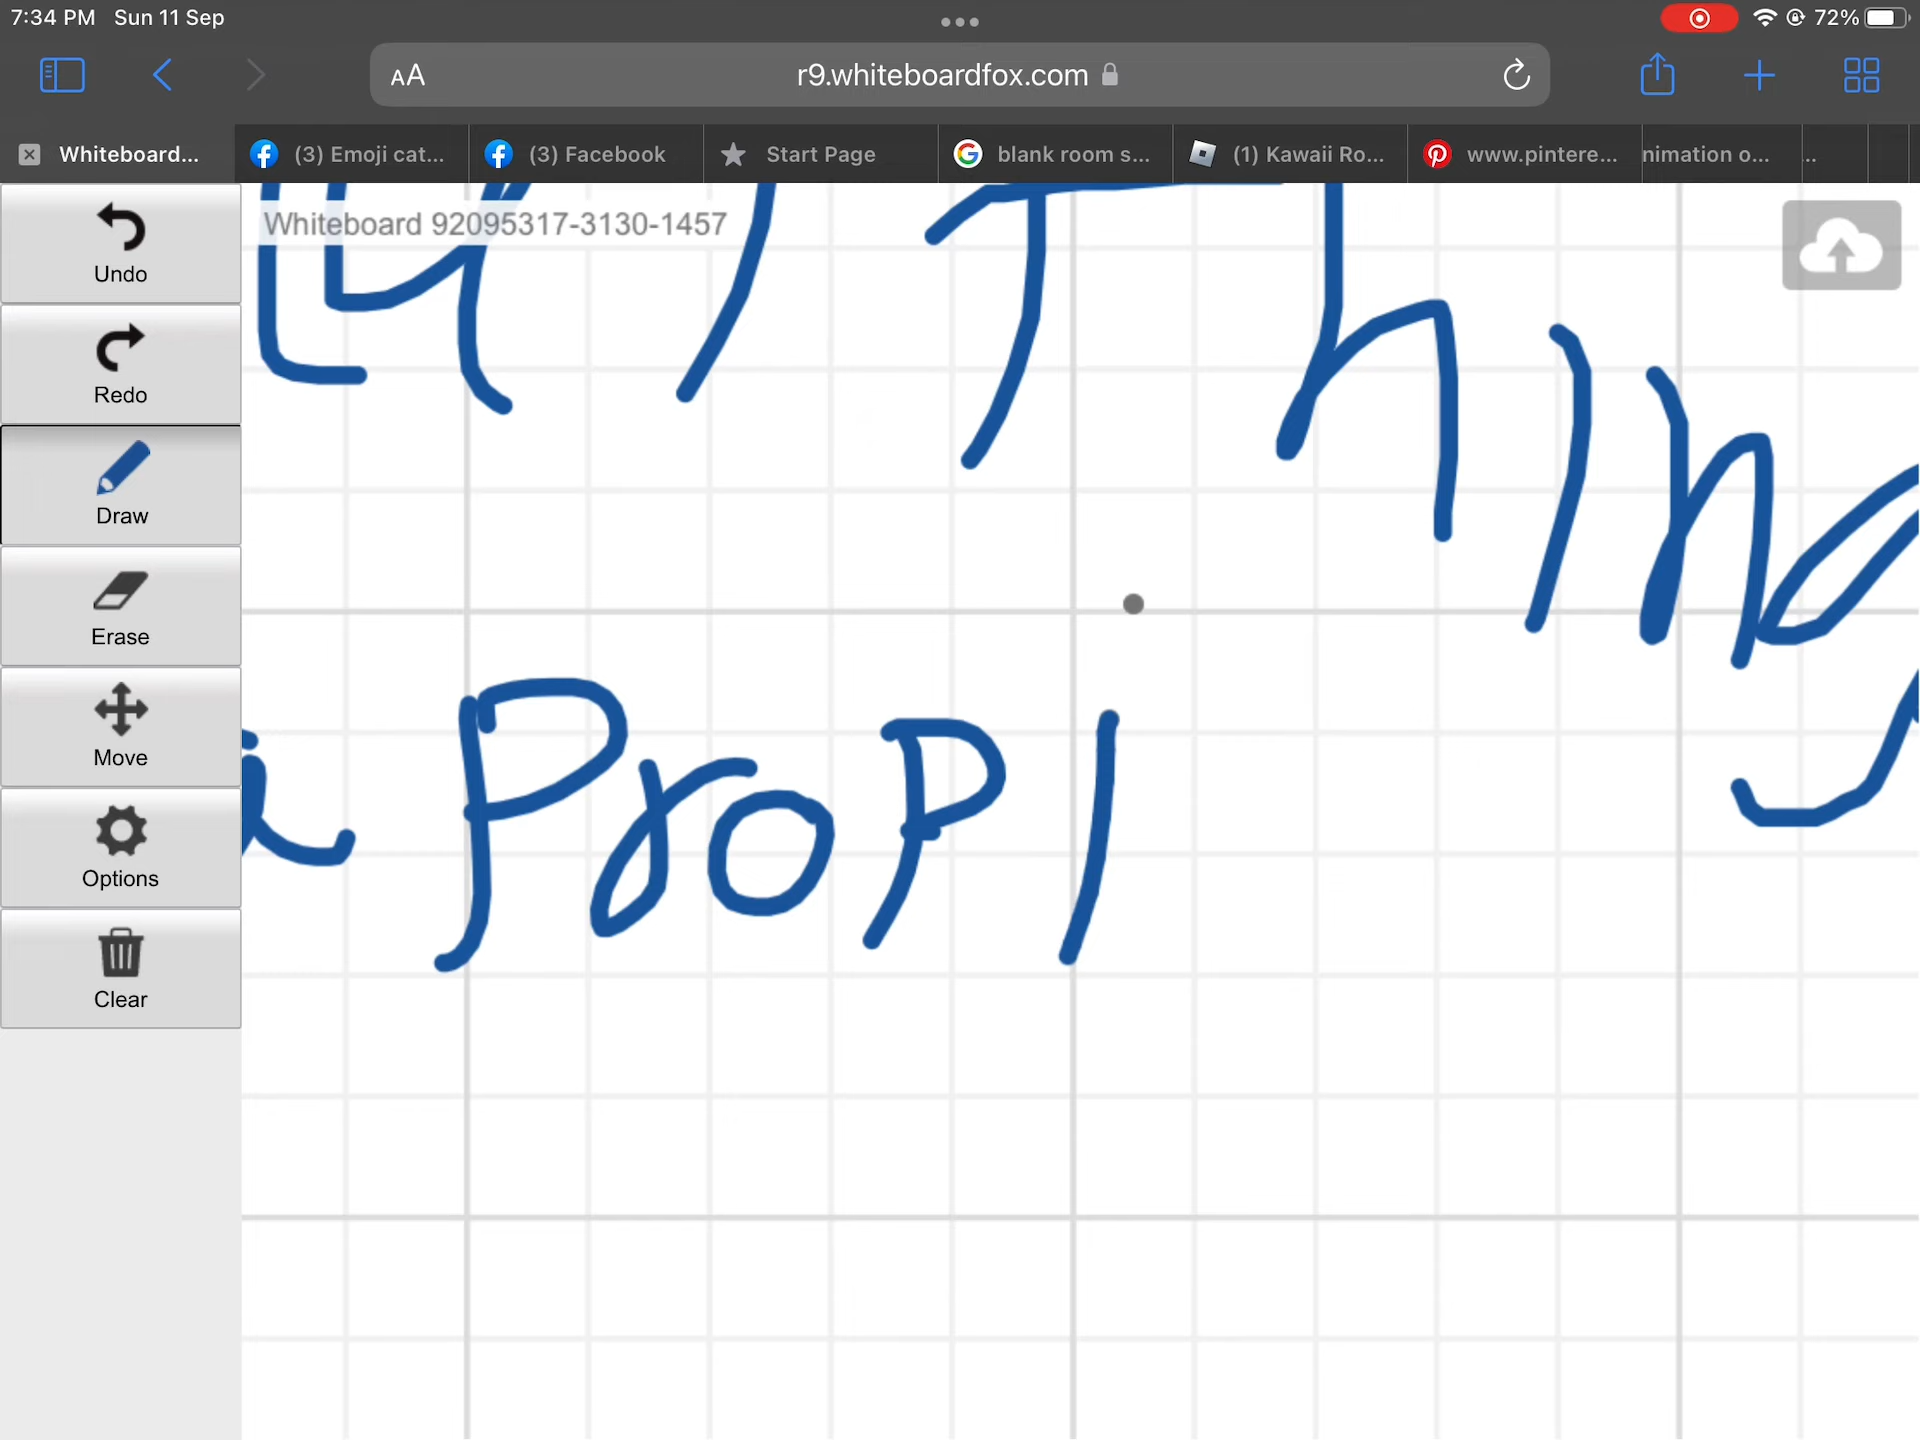 7:34 PM Sun 11 Sep
72%
AA r9.whiteboardfox.com
Whiteboard... (3) Emoji cat... (3) Facebook Start Page blank room s... (1) Kawaii Ro... www.pintere... nimation o... ..
Whiteboard 92095317-3130-1457
Undo
Redo
Draw
Erase
Move
Options
Clear
Thing
Propl